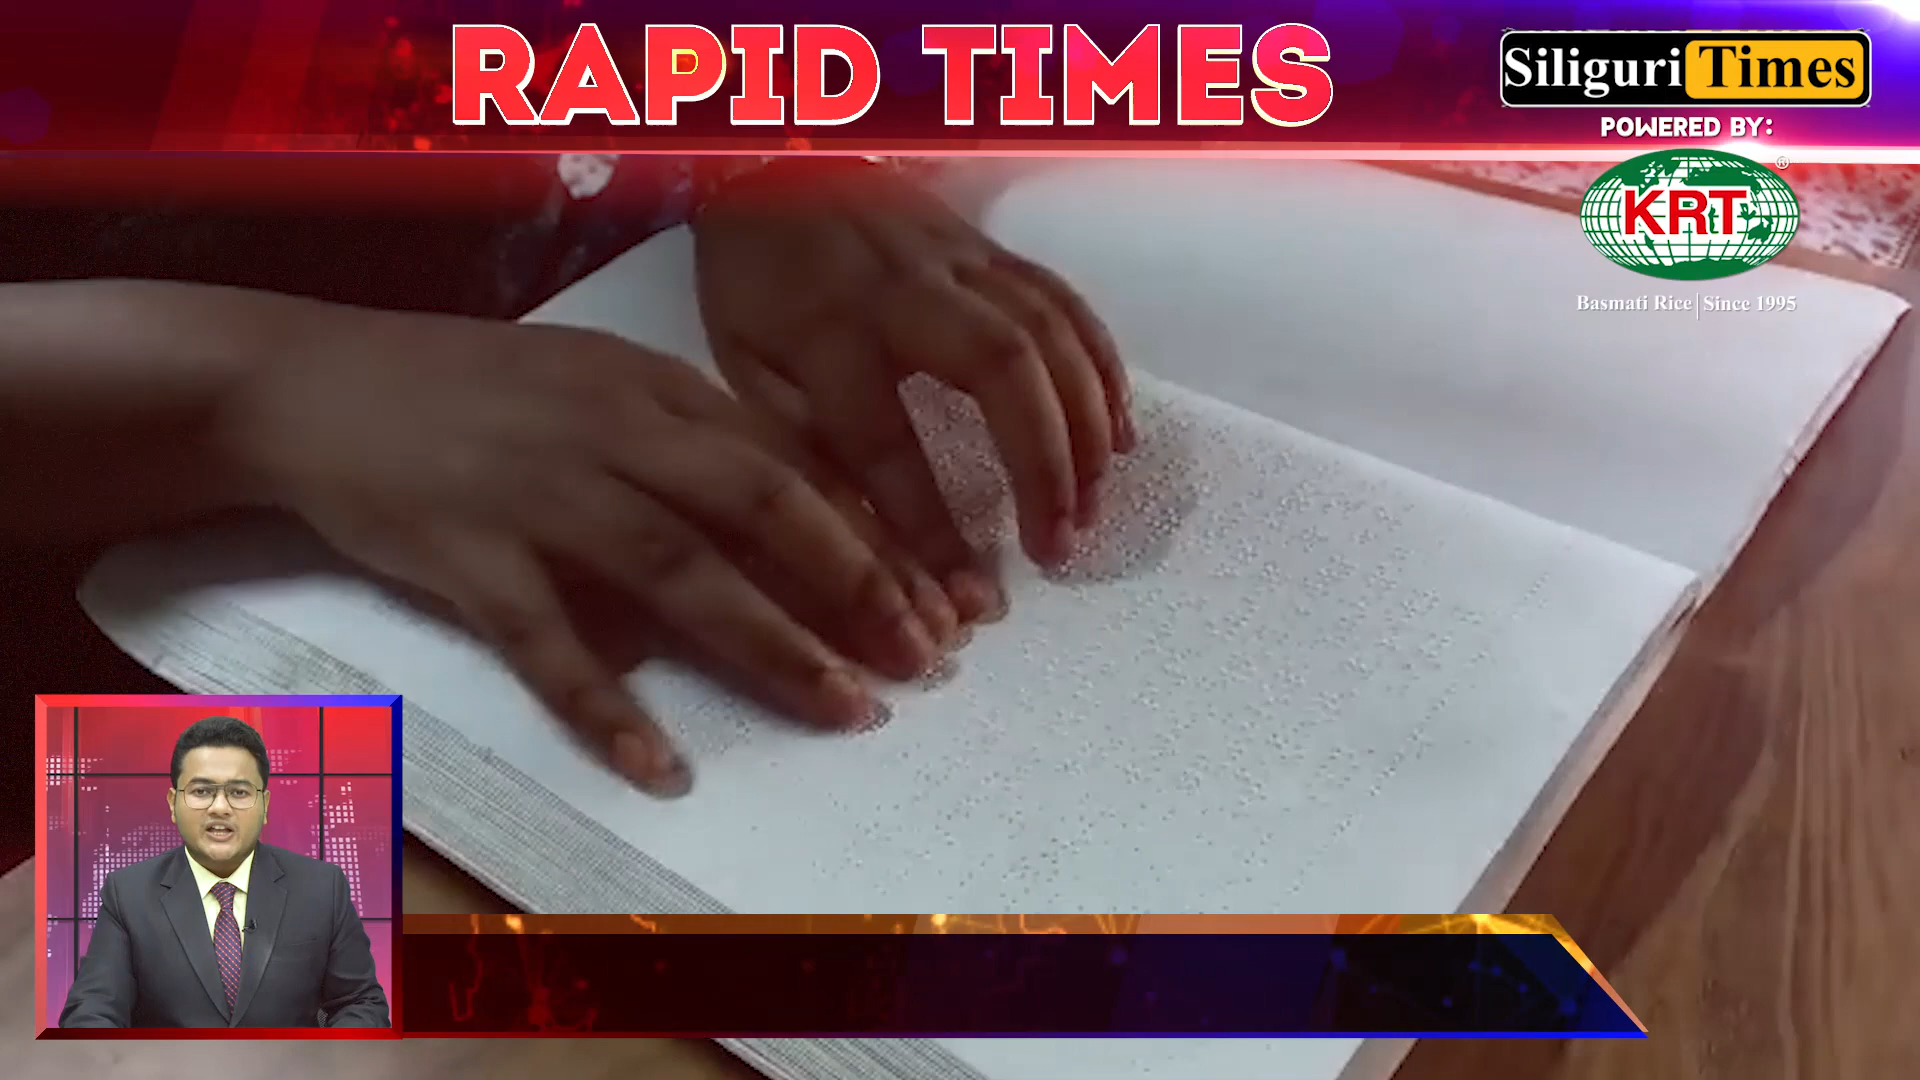 RAPID TIMES
Siliguri Times
POWERED BY:
KRT
®
Basmati Rice | Since 1995